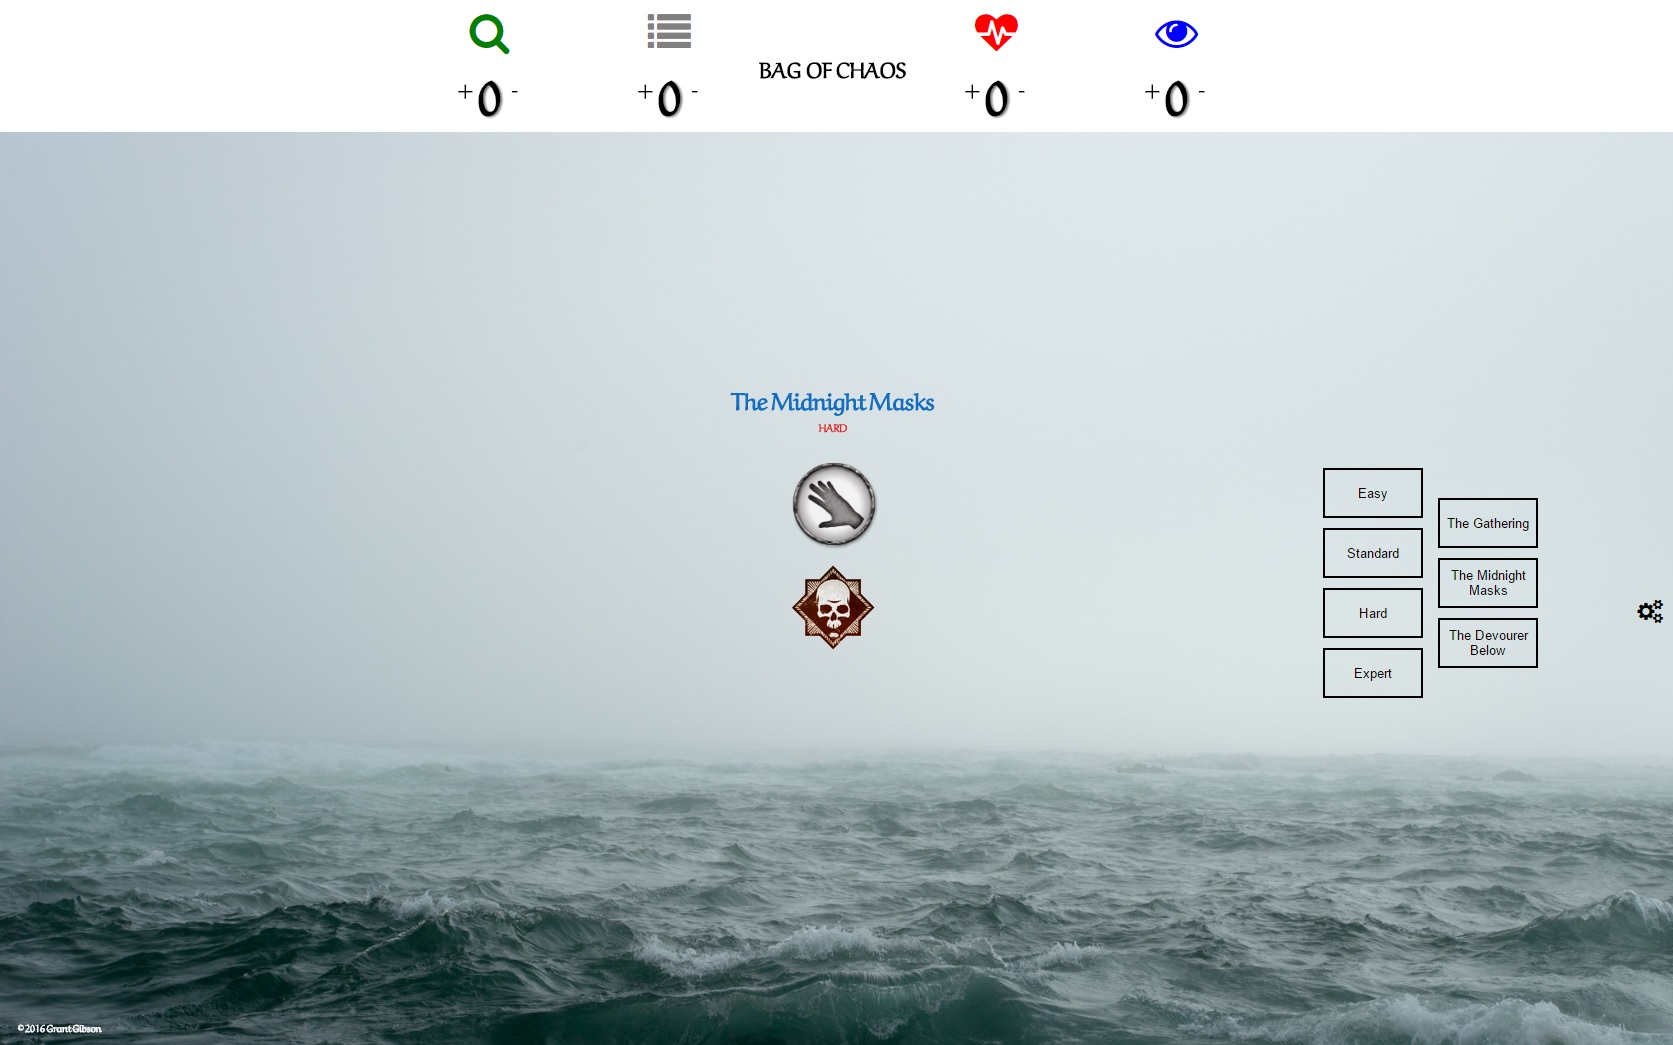 BAG OF CHAOS
+ 0 -
+ 0 -
+ 0 -
+ 0 -
The Midnight Masks
HARD
Easy
Standard
Hard
Expert
The Gathering
The Midnight
Masks
The Devourer
Below
©2016 Grant Gibson.